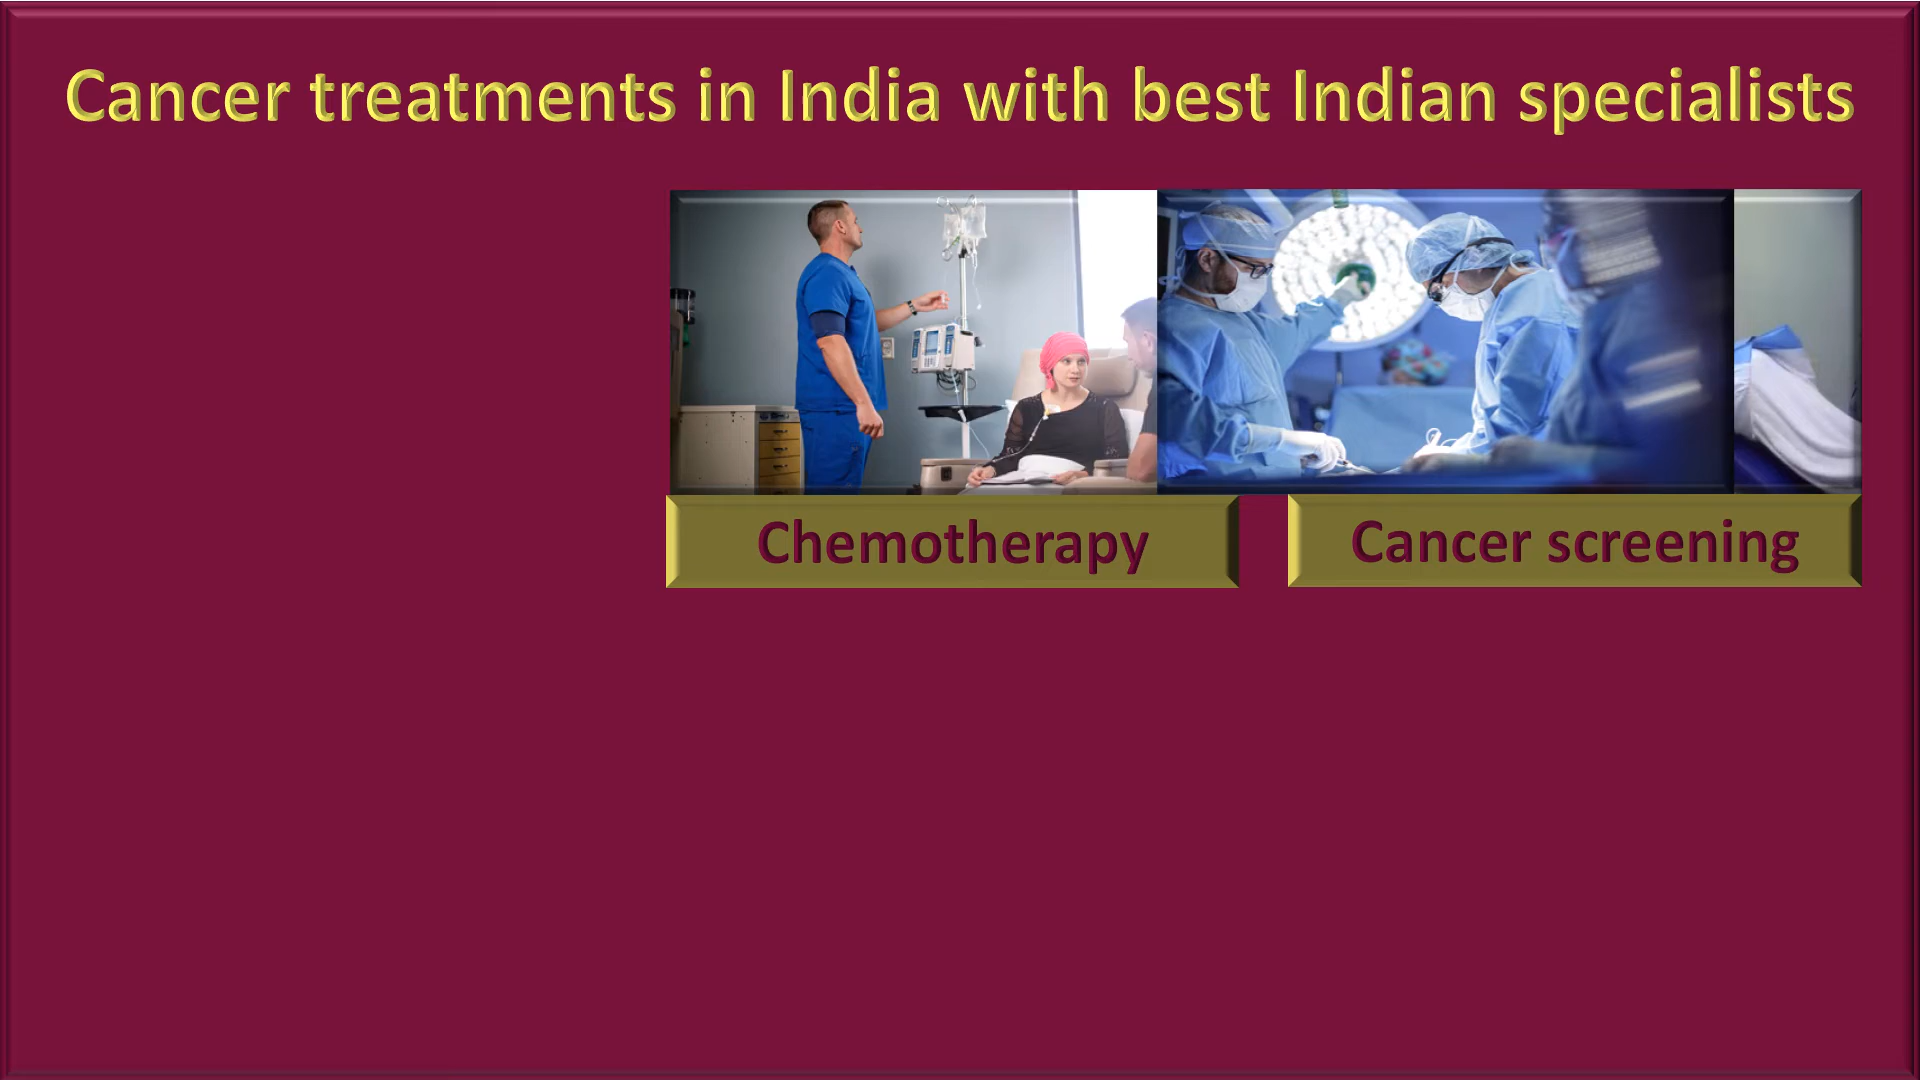 Cancer treatments in India with best Indian specialists
Chemotherapy
Cancer screening